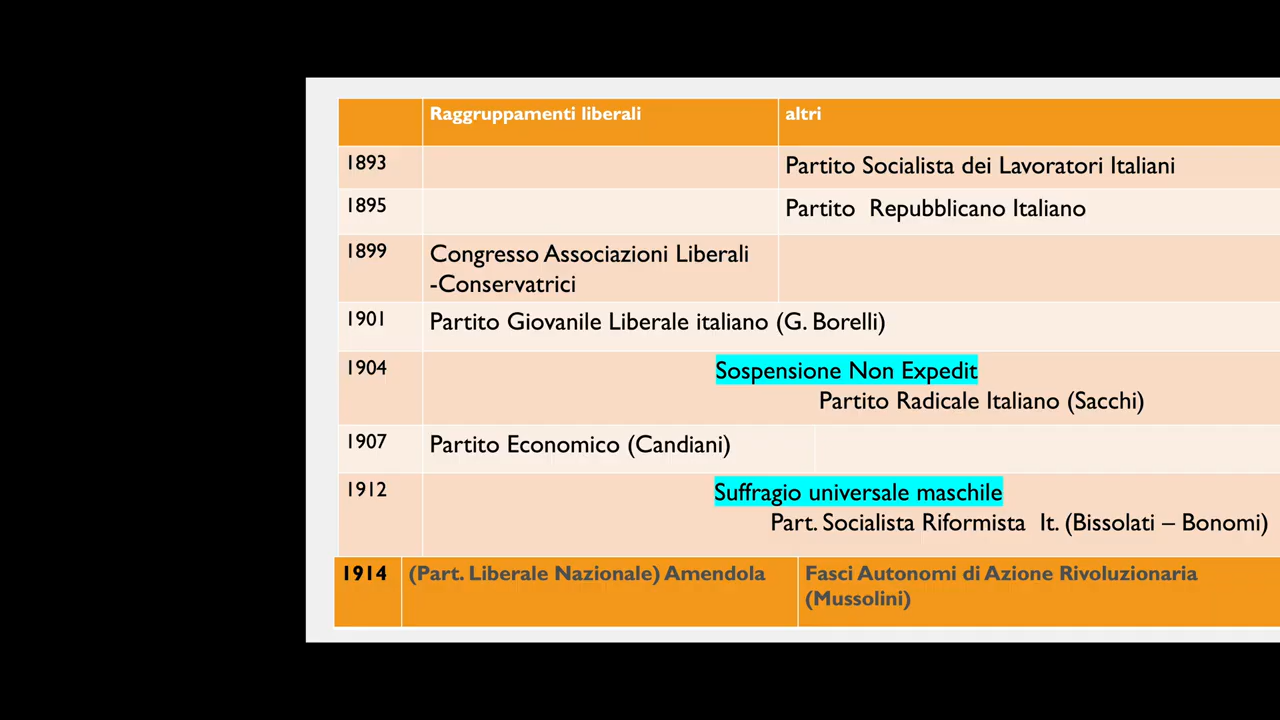 Raggruppamenti liberali altri
1893 Partito Socialista dei Lavoratori Italiani
1895 Partito Repubblicano Italiano
1899 Congresso Associazioni Liberali
-Conservatrici
1901 Partito Giovanile Liberale italiano (G. Borelli)
1904 Sospensione Non Expedit
Partito Radicale Italiano (Sacchi)
1907 Partito Economico (Candiani)
1912 Suffragio universale maschile
Part. Socialista Riformista It. (Bissolati – Bonomi)
1914 (Part. Liberale Nazionale) Amendola Fasci Autonomi di Azione Rivoluzionaria
(Mussolini)